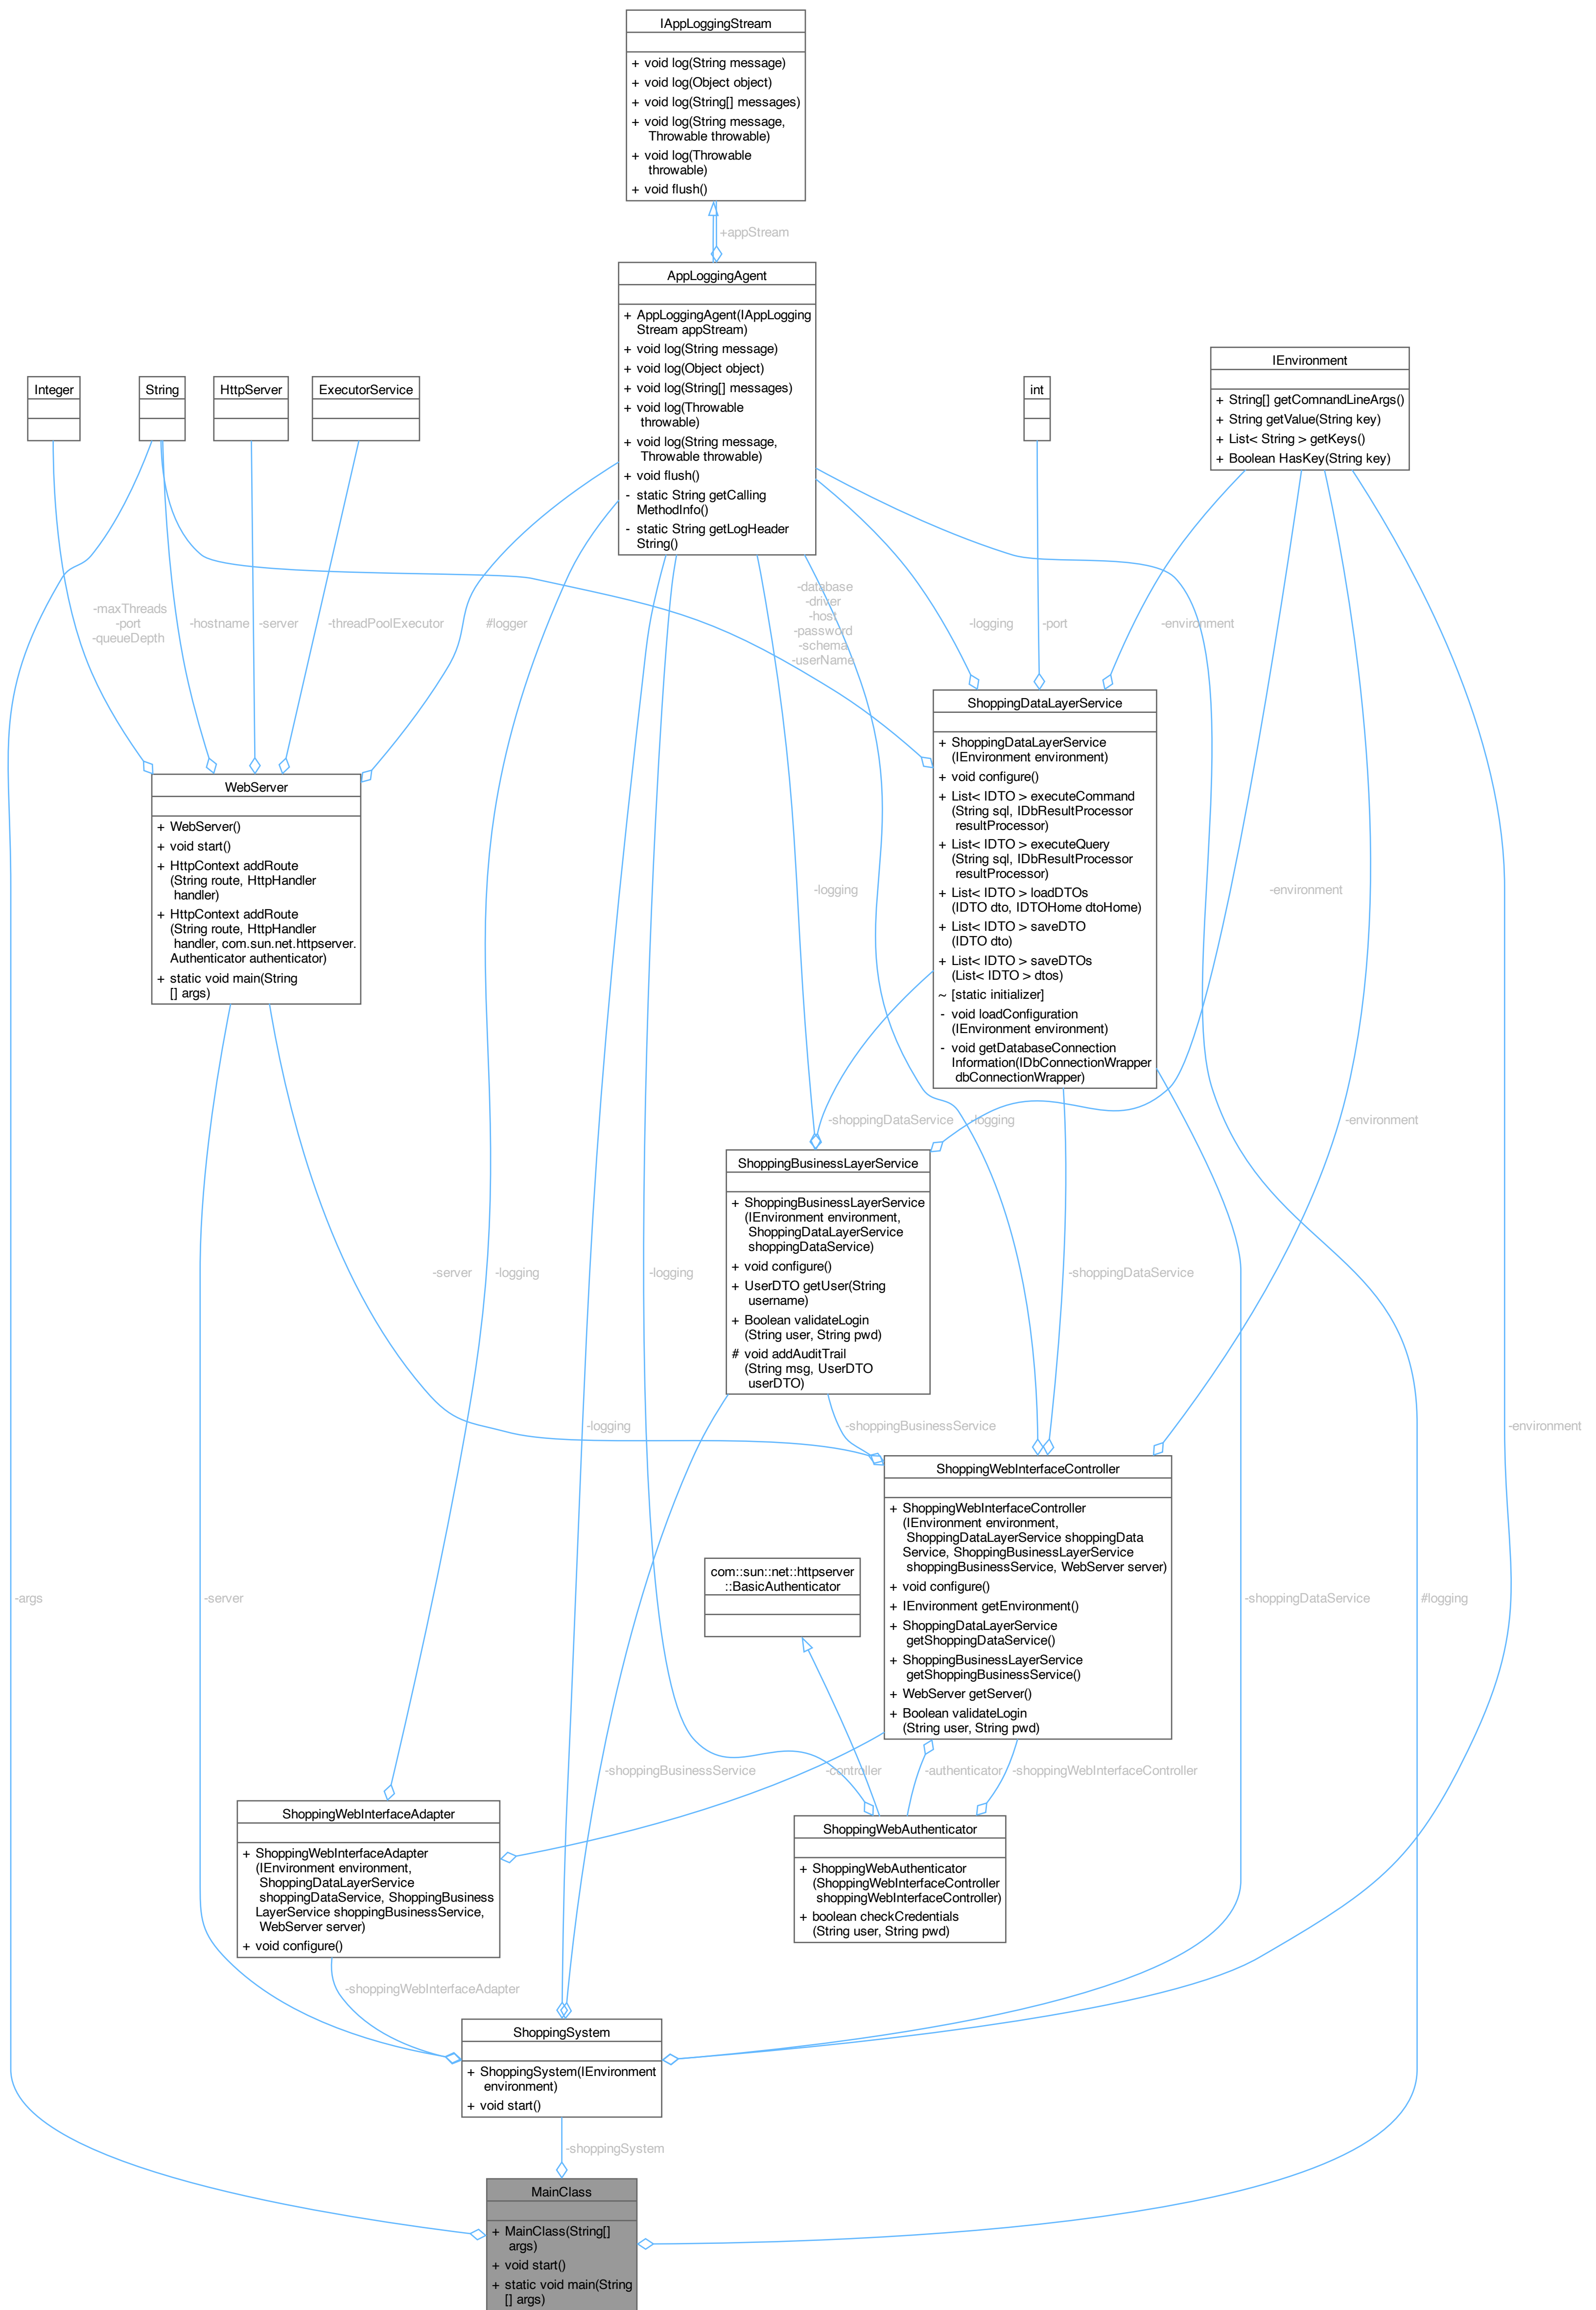 IAppLoggingStream
+ void log(String message)
+ void log(Object object)
+ void log(String[] messages)
+ void log(String message,
Throwable throwable)
+ void log(Throwable
throwable)
+ void flush()
+appStream
AppLoggingAgent
+ AppLoggingAgent(IAppLogging
Stream appStream)
+ void log(String message)
+ void log(Object object)
+ void log(String[] messages)
+ void log(Throwable
throwable)
+ void log(String message,
Throwable throwable)
+ void flush()
- static String getCalling
MethodInfo()
- static String getLogHeader
String()
IEnvironment
+ String[] getComnandLineArgs()
+ String getValue(String key)
+ List< String > getKeys()
+ Boolean HasKey(String key)
Integer
String
HttpServer
ExecutorService
int
-maxThreads
-port
-queueDepth
-hostname
-server
-threadPoolExecutor
#logger
-database
-driver
-host
-password
-schema
-userName
-logging
-port
-environment
ShoppingDataLayerService
+ ShoppingDataLayerService
(IEnvironment environment)
+ void configure()
+ List< IDTO > executeCommand
(String sql, IDbResultProcessor
resultProcessor)
+ List< IDTO > executeQuery
(String sql, IDbResultProcessor
resultProcessor)
+ List< IDTO > loadDTOs
(IDTO dto, IDTOHome dtoHome)
+ List< IDTO > saveDTO
(IDTO dto)
+ List< IDTO > saveDTOs
(List< IDTO > dtos)
~ [static initializer]
- void loadConfiguration
(IEnvironment environment)
- void getDatabaseConnection
Information(IDbConnectionWrapper
dbConnectionWrapper)
WebServer
+ WebServer()
+ void start()
+ HttpContext addRoute
(String route, HttpHandler
handler)
+ HttpContext addRoute
(String route, HttpHandler
handler, com.sun.net.httpserver.
Authenticator authenticator)
+ static void main(String
[] args)
-logging
-environment
-shoppingDataService
-logging
-environment
ShoppingBusinessLayerService
+ ShoppingBusinessLayerService
(IEnvironment environment,
ShoppingDataLayerService
shoppingDataService)
+ void configure()
+ UserDTO getUser(String
username)
+ Boolean validateLogin
(String user, String pwd)
# void addAuditTrail
(String msg, UserDTO
userDTO)
-server
-logging
-logging
-shoppingDataService
-logging
-shoppingBusinessService
-environment
ShoppingWebInterfaceController
+ ShoppingWebInterfaceController
(IEnvironment environment,
ShoppingDataLayerService shoppingData
Service, ShoppingBusinessLayerService
shoppingBusinessService, WebServer server)
+ void configure()
+ IEnvironment getEnvironment()
+ ShoppingDataLayerService
getShoppingDataService()
+ ShoppingBusinessLayerService
getShoppingBusinessService()
+ WebServer getServer()
+ Boolean validateLogin
(String user, String pwd)
com::sun::net::httpserver
::BasicAuthenticator
-args
-server
-shoppingDataService
#logging
-shoppingBusinessService
-controller
-authenticator
-shoppingWebInterfaceController
ShoppingWebInterfaceAdapter
+ ShoppingWebInterfaceAdapter
(IEnvironment environment,
ShoppingDataLayerService
shoppingDataService, ShoppingBusiness
LayerService shoppingBusinessService,
WebServer server)
+ void configure()
ShoppingWebAuthenticator
+ ShoppingWebAuthenticator
(ShoppingWebInterfaceController
shoppingWebInterfaceController)
+ boolean checkCredentials
(String user, String pwd)
-shoppingWebInterfaceAdapter
ShoppingSystem
+ ShoppingSystem(IEnvironment
environment)
+ void start()
-shoppingSystem
MainClass
+ MainClass(String[]
args)
+ void start()
+ static void main(String
[] args)